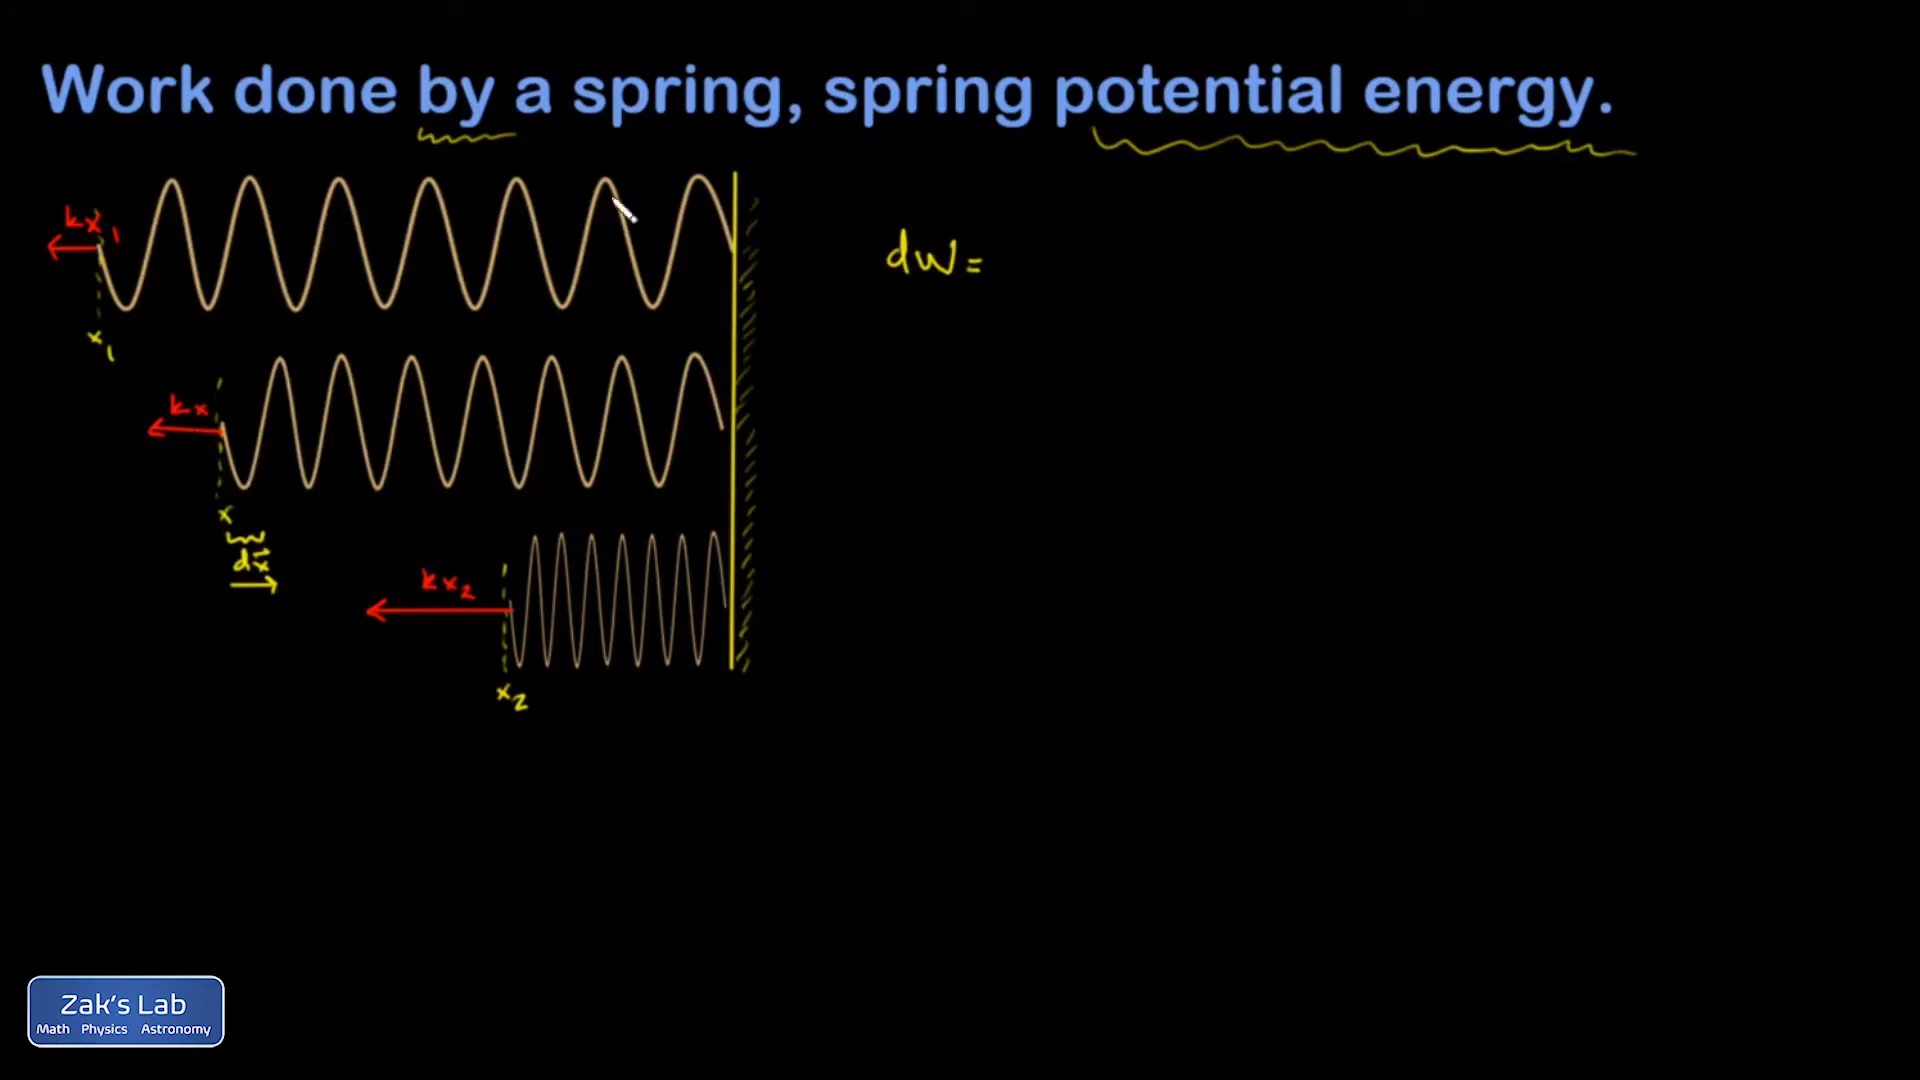 Work done by a spring, spring potential energy.
kx₁
dW=
x₁
kx
x
dx⃗
kx₂
x₂
Zak's Lab
Math Physics Astronomy